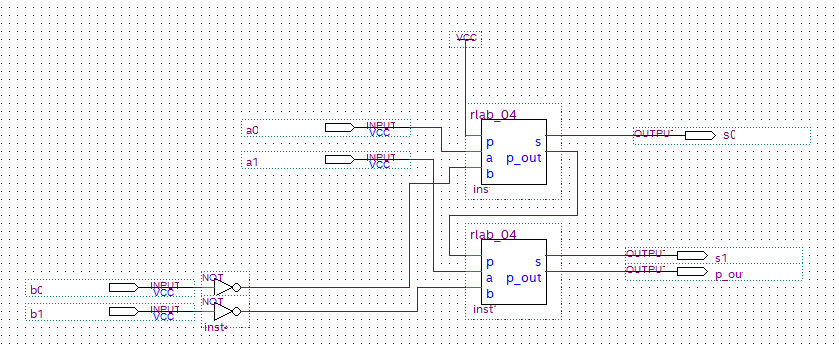 VCC
rlab_04
a0
INPUT
VCC
p
s
OUTPUT
s0
a
p_out
a1
INPUT
VCC
b
ins
rlab_04
p
s
OUTPUT
s1
a
p_out
OUTPUT
p_ou
NOT
b0
INPUT
VCC
b
NOT
b1
INPUT
VCC
inst
inst